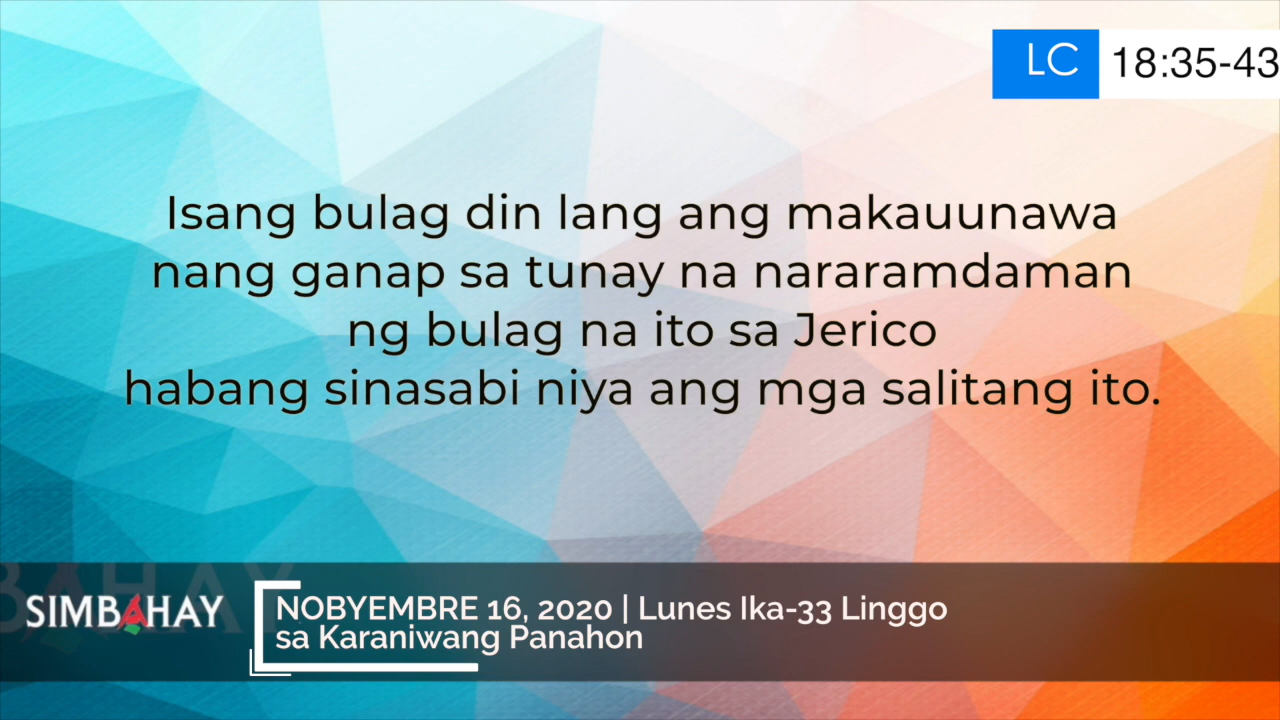 LC 18:35-43
Isang bulag din lang ang makauunawa
nang ganap sa tunay na nararamdaman
ng bulag na ito sa Jerico
habang sinasabi niya ang mga salitang ito.
SIMBAHAY
NOBYEMBRE 16, 2020 | Lunes Ika-33 Linggo
sa Karaniwang Panahon